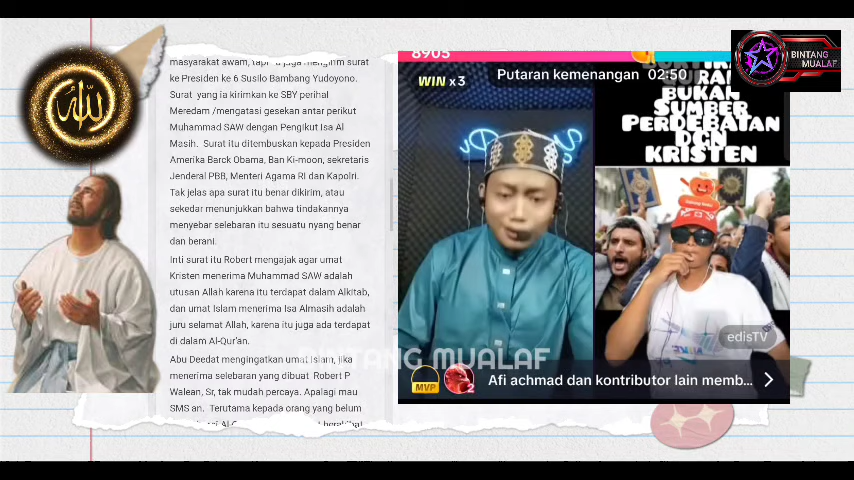 masyarakat awam, tapi juga mengirim surat
ke Presiden ke 6 Susilo Bambang Yudoyono.
Surat yang ia kirimkan ke SBY perihal
Meredam /mengatasi gesekan antar perikut
Muhammad SAW dengan Pengikut Isa Al
Masih. Surat itu ditembuskan kepada Presiden
Amerika Barck Obama, Ban Ki-moon, sekretaris
Jenderal PBB, Menteri Agama RI dan Kapolri.
Tak jelas apa surat itu benar dikirim, atau
sekedar menunjukkan bahwa tindakannya
menyebar selebaran itu sesuatu nyang benar
dan berani.
Inti surat itu Robert mengajak agar umat
Kristen menerima Muhammad SAW adalah
utusan Allah karena itu terdapat dalam Alkitab,
dan umat Islam menerima Isa Almasih adalah
juru selamat Allah, karena itu juga ada terdapat
di dalam Al-Qur'an.
Abu Deedat mengingatkan umat Islam, jika
menerima selebaran yang dibuat Robert P
Walean, Sr, tak mudah percaya. Apalagi mau
SMS an. Terutama kepada orang yang belum
الله
8905
WIN x3
Putaran kemenangan 02:50
BUKAL
SUMBER
PERDEBATAN
DGN
KRISTEN
edisTV
MVP
2
Afi achmad dan kontributor lain memb...
BINTANG
MUALAF
BINTANG MUALAF